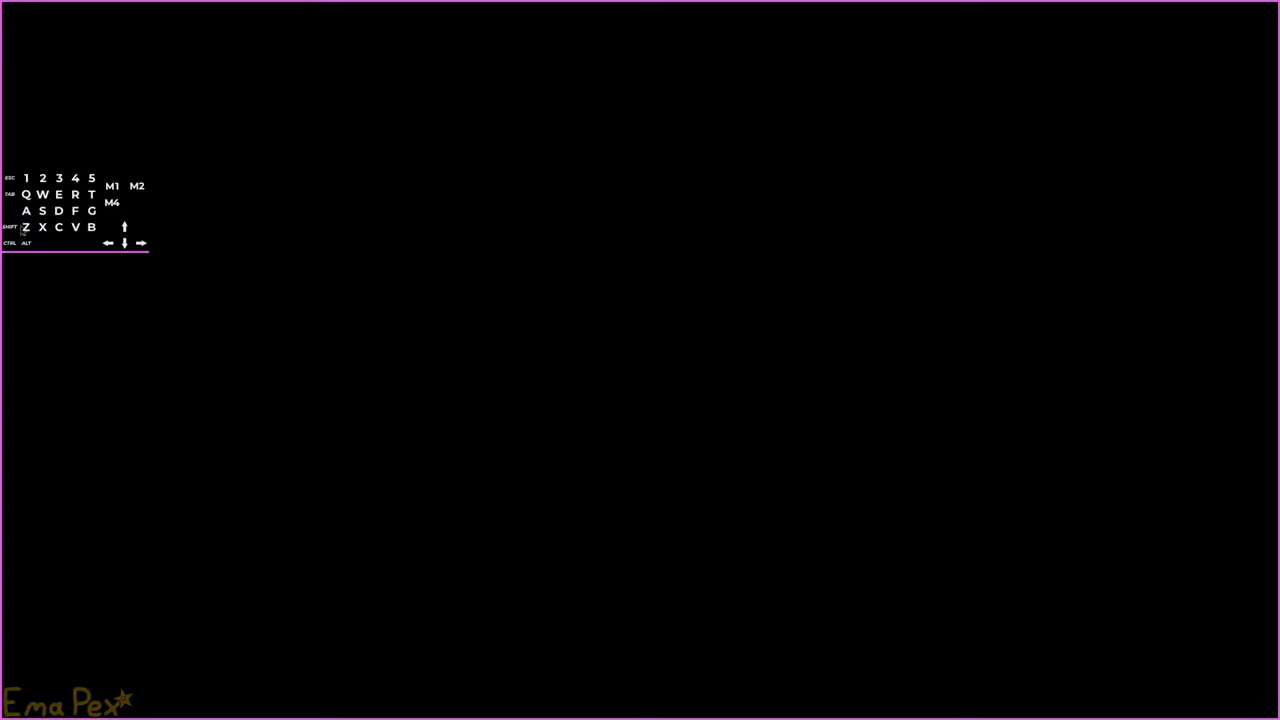 ESC 1 2 3 4 5
TAB Q W E R T
A S D F G
SHIFT Z X C V B
CTRL ALT
M1 M2
M4
Ema Pex